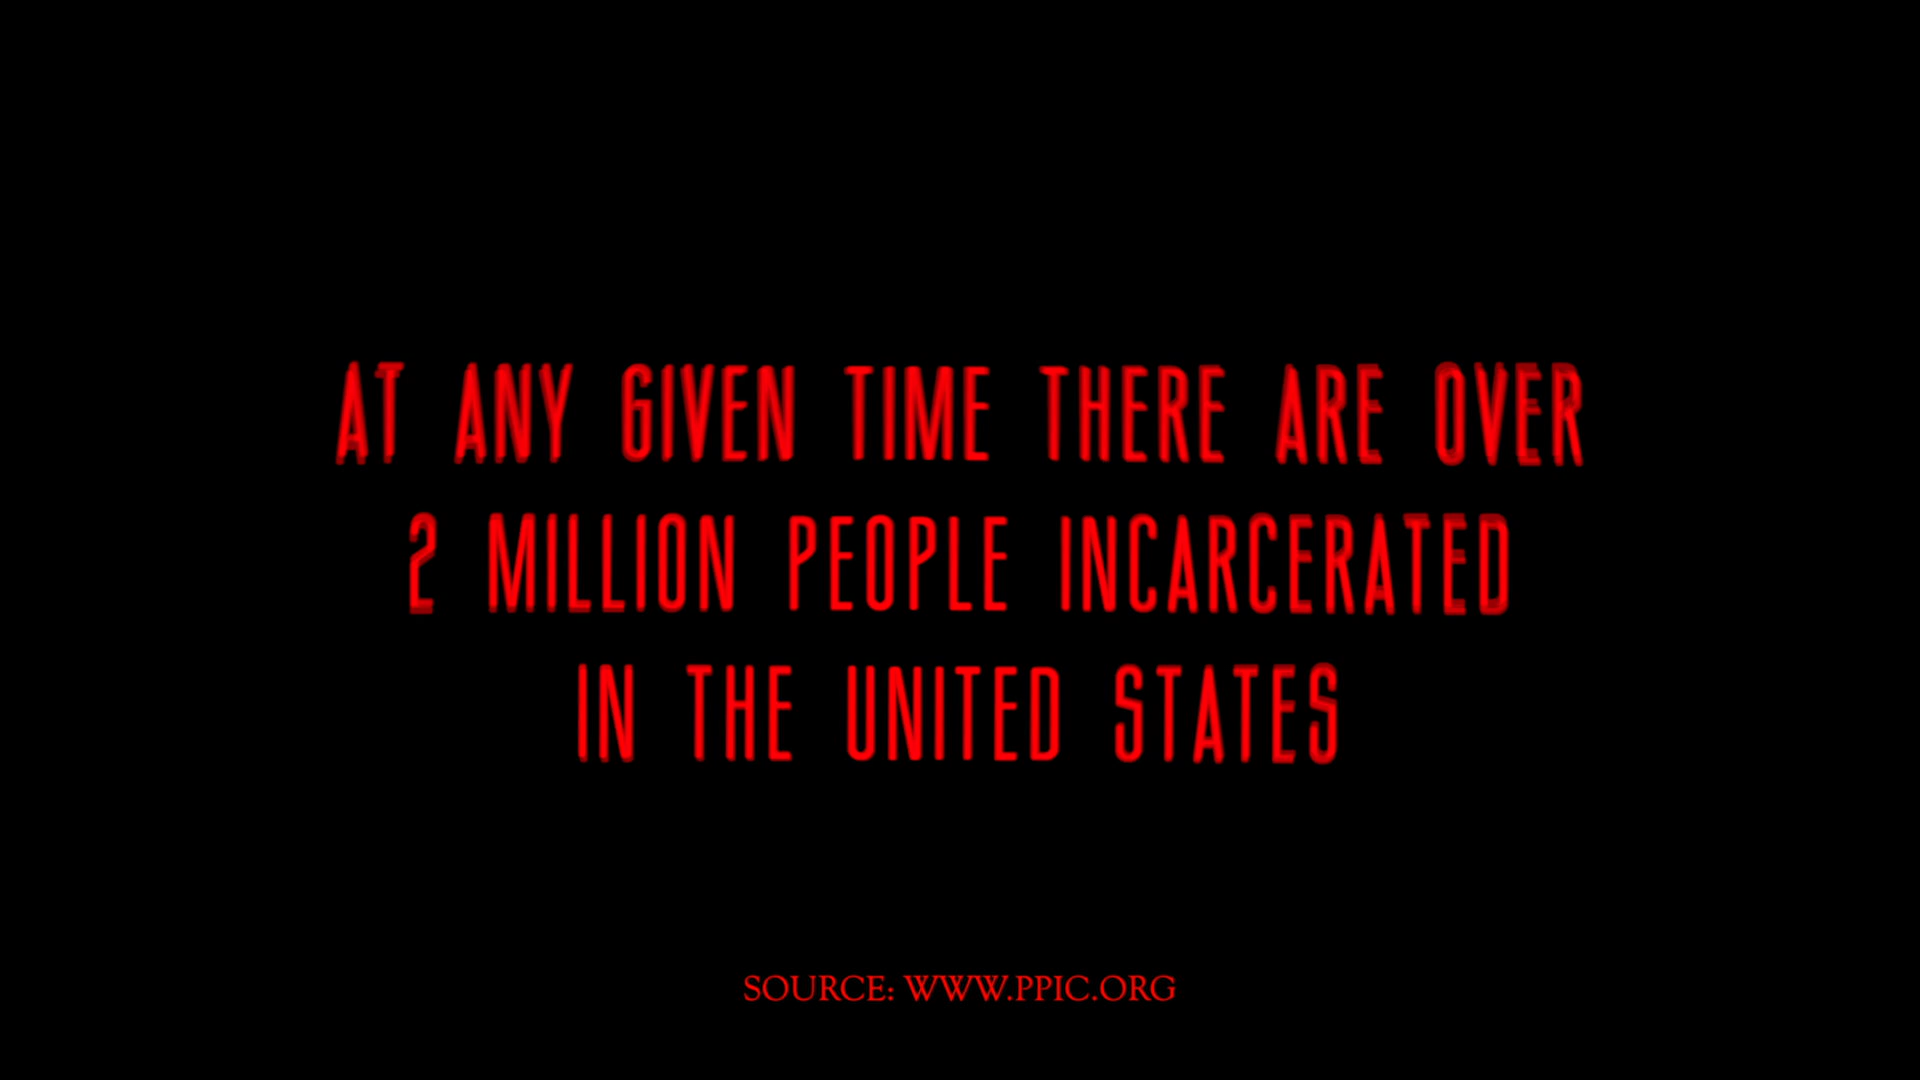 AT ANY GIVEN TIME THERE ARE OVER
2 MILLION PEOPLE INCARCERATED
IN THE UNITED STATES
SOURCE: WWW.PPIC.ORG